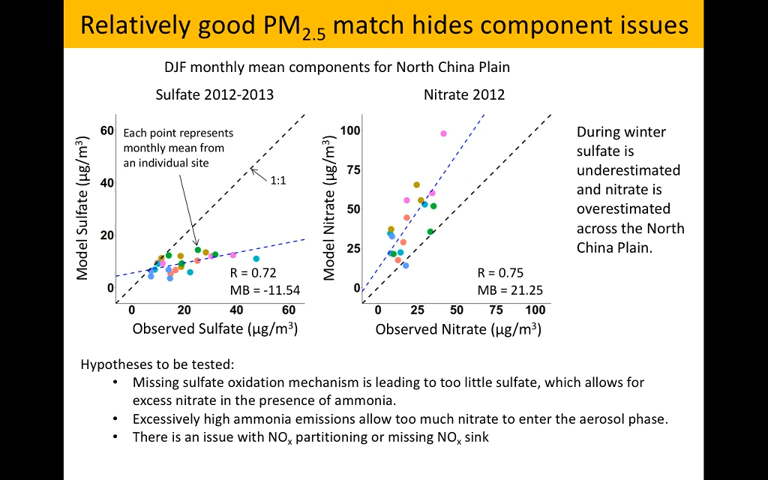 Relatively good PM2.5 match hides component issues
DJF monthly mean components for North China Plain
Sulfate 2012-2013
Nitrate 2012
Model Sulfate (µg/m³)
60
40
20
0
Each point represents
monthly mean from
an individual site
1:1
R = 0.72
MB = -11.54
0 20 40 60
Observed Sulfate (µg/m³)
Model Nitrate (µg/m³)
100
75
50
25
0
R = 0.75
MB = 21.25
0 25 50 75 100
Observed Nitrate (µg/m³)
During winter
sulfate is
underestimated
and nitrate is
overestimated
across the North
China Plain.
Hypotheses to be tested:
• Missing sulfate oxidation mechanism is leading to too little sulfate, which allows for
excess nitrate in the presence of ammonia.
• Excessively high ammonia emissions allow too much nitrate to enter the aerosol phase.
• There is an issue with NOx partitioning or missing NOx sink